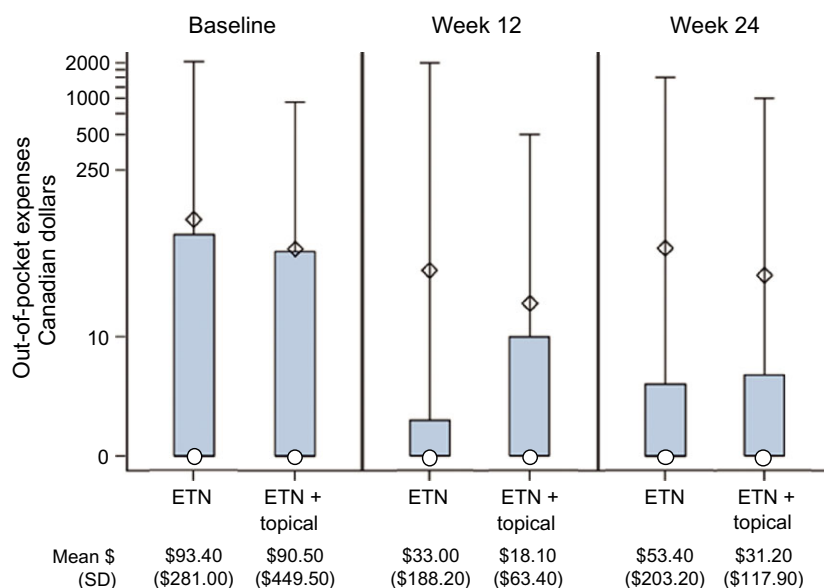 Baseline
Week 12
Week 24
Out-of-pocket expenses
Canadian dollars
2000
1000
500
250
10
0
ETN
ETN +
topical
ETN
ETN +
topical
ETN
ETN +
topical
Mean $ $93.40 $90.50 $33.00 $18.10 $53.40 $31.20
(SD) ($281.00) ($449.50) ($188.20) ($63.40) ($203.20) ($117.90)